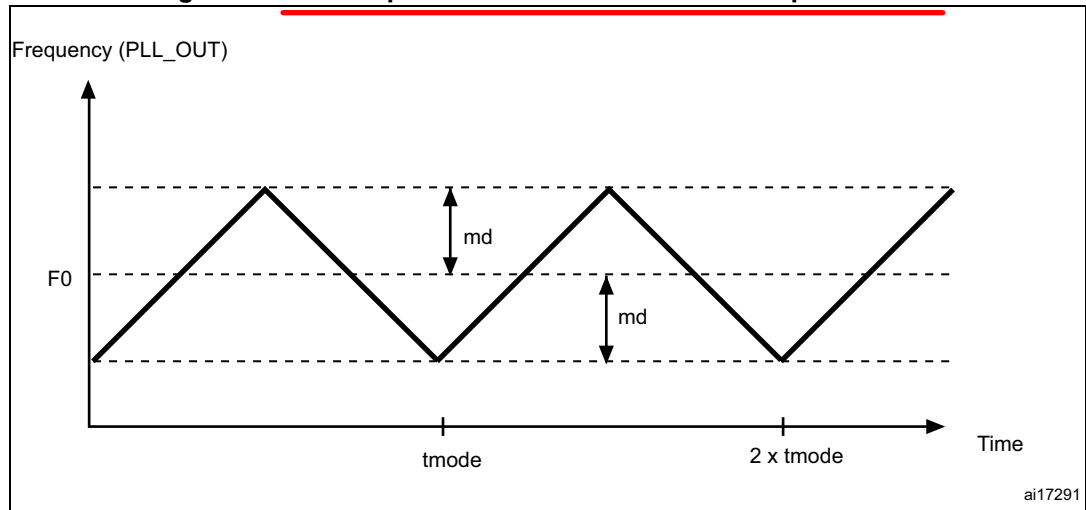 Frequency (PLL_OUT)
md
F0
md
tmode
2 x tmode
Time
ai17291